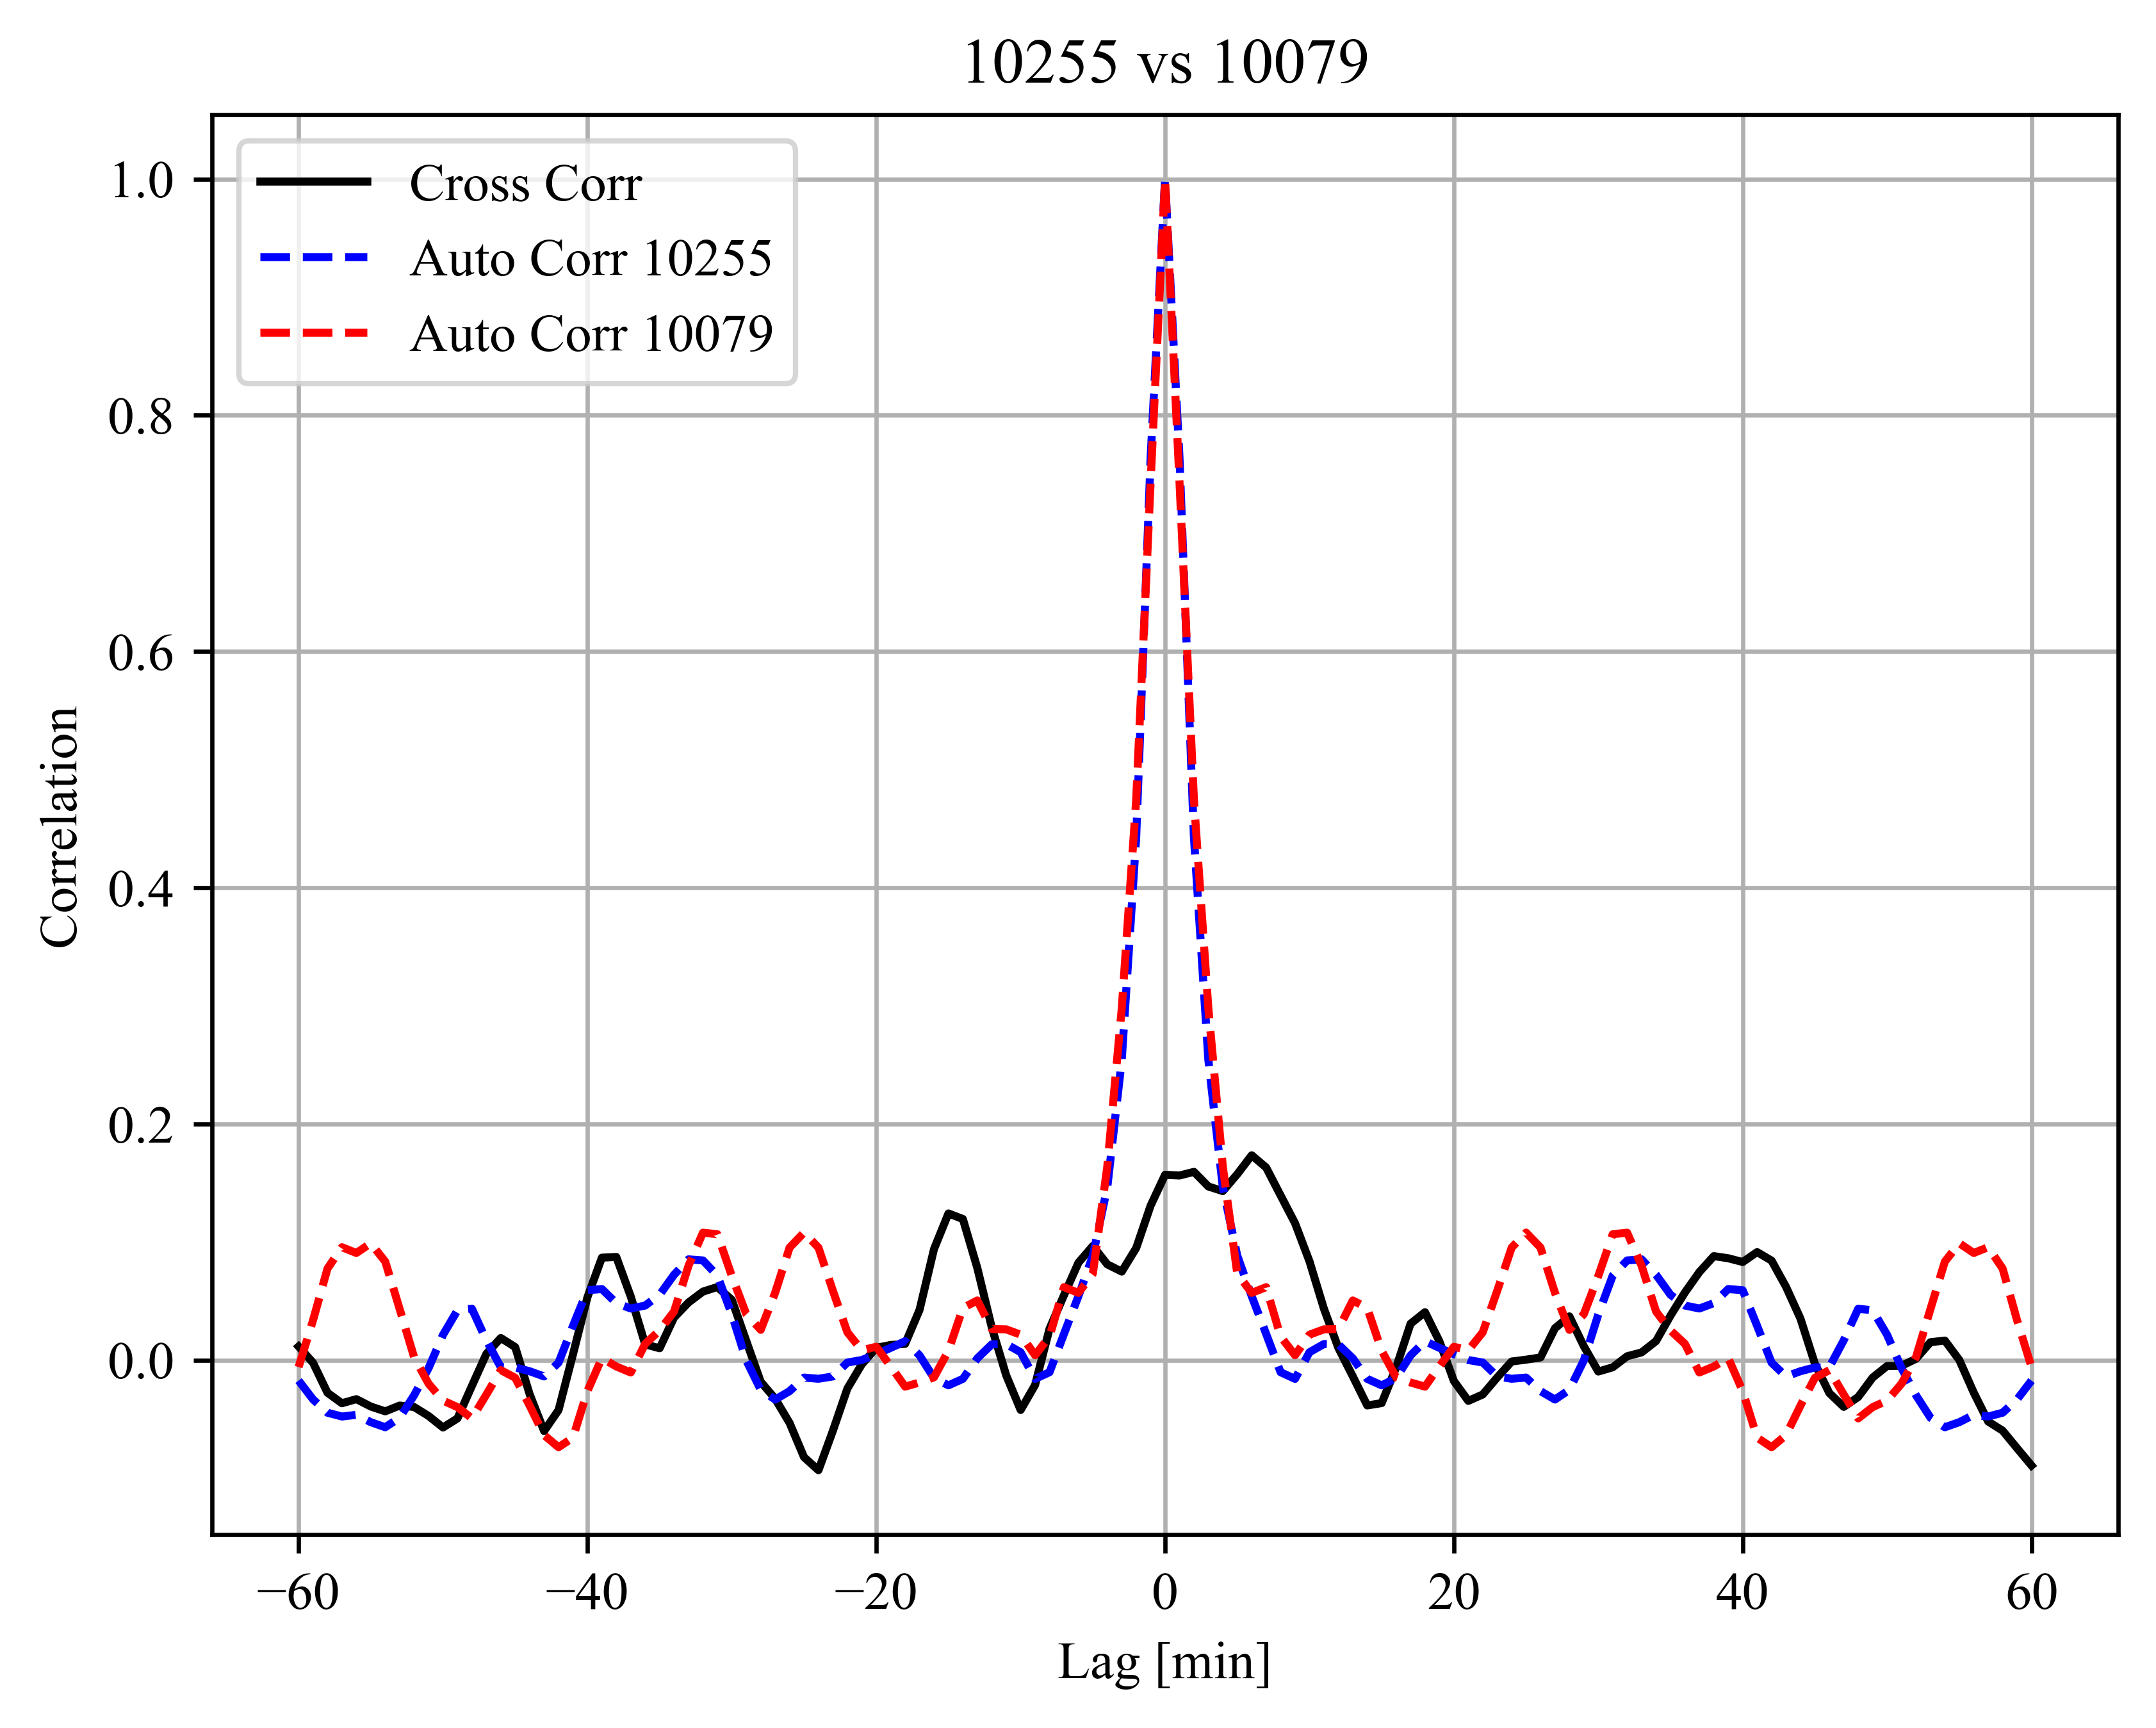 10255 vs 10079
Cross Corr
Auto Corr 10255
Auto Corr 10079
1.0
0.8
0.6
0.4
0.2
0.0
Correlation
−60 −40 −20 0 20 40 60
Lag [min]